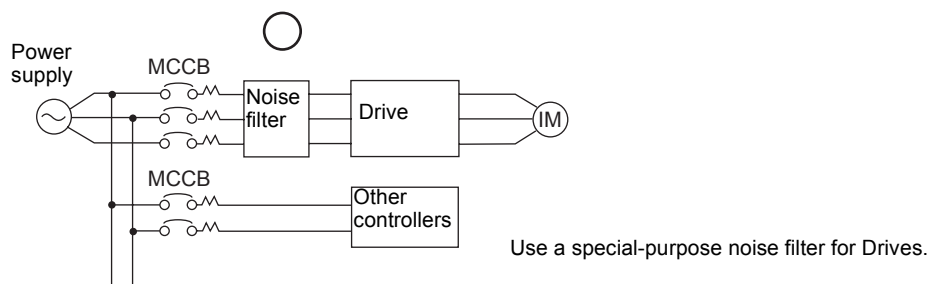 Power
supply
MCCB
Noise
filter
Drive
IM
MCCB
Other
controllers
Use a special-purpose noise filter for Drives.